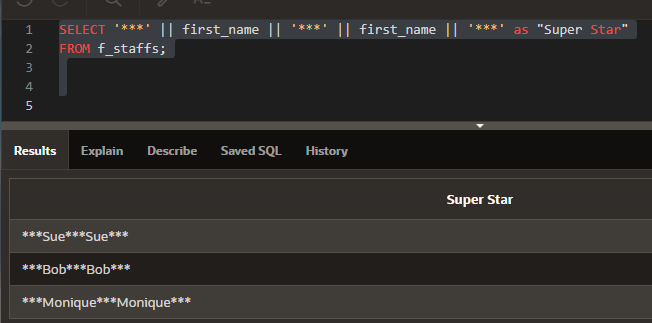 1 SELECT '***' || first_name || '***' || first_name || '***' as "Super Star"
2 FROM f_staffs;
3
4
5
Results Explain Describe Saved SQL History
Super Star
***Sue***Sue***
***Bob***Bob***
***Monique***Monique***